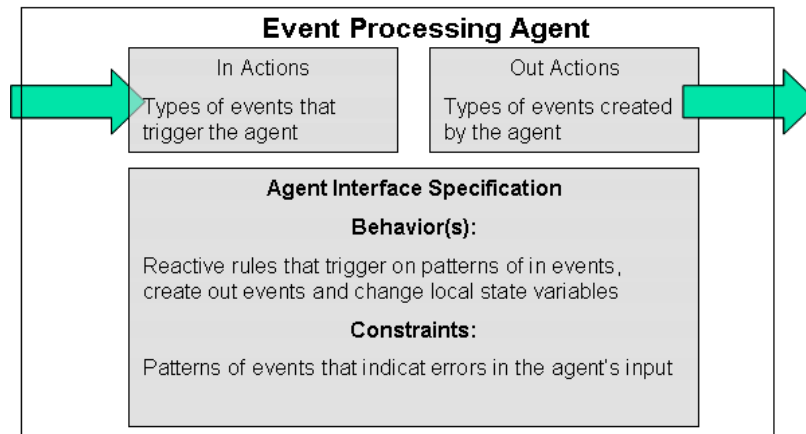 Event Processing Agent
In Actions
Types of events that
trigger the agent
Out Actions
Types of events created
by the agent
Agent Interface Specification
Behavior(s):
Reactive rules that trigger on patterns of in events,
create out events and change local state variables
Constraints:
Patterns of events that indicat errors in the agent's input